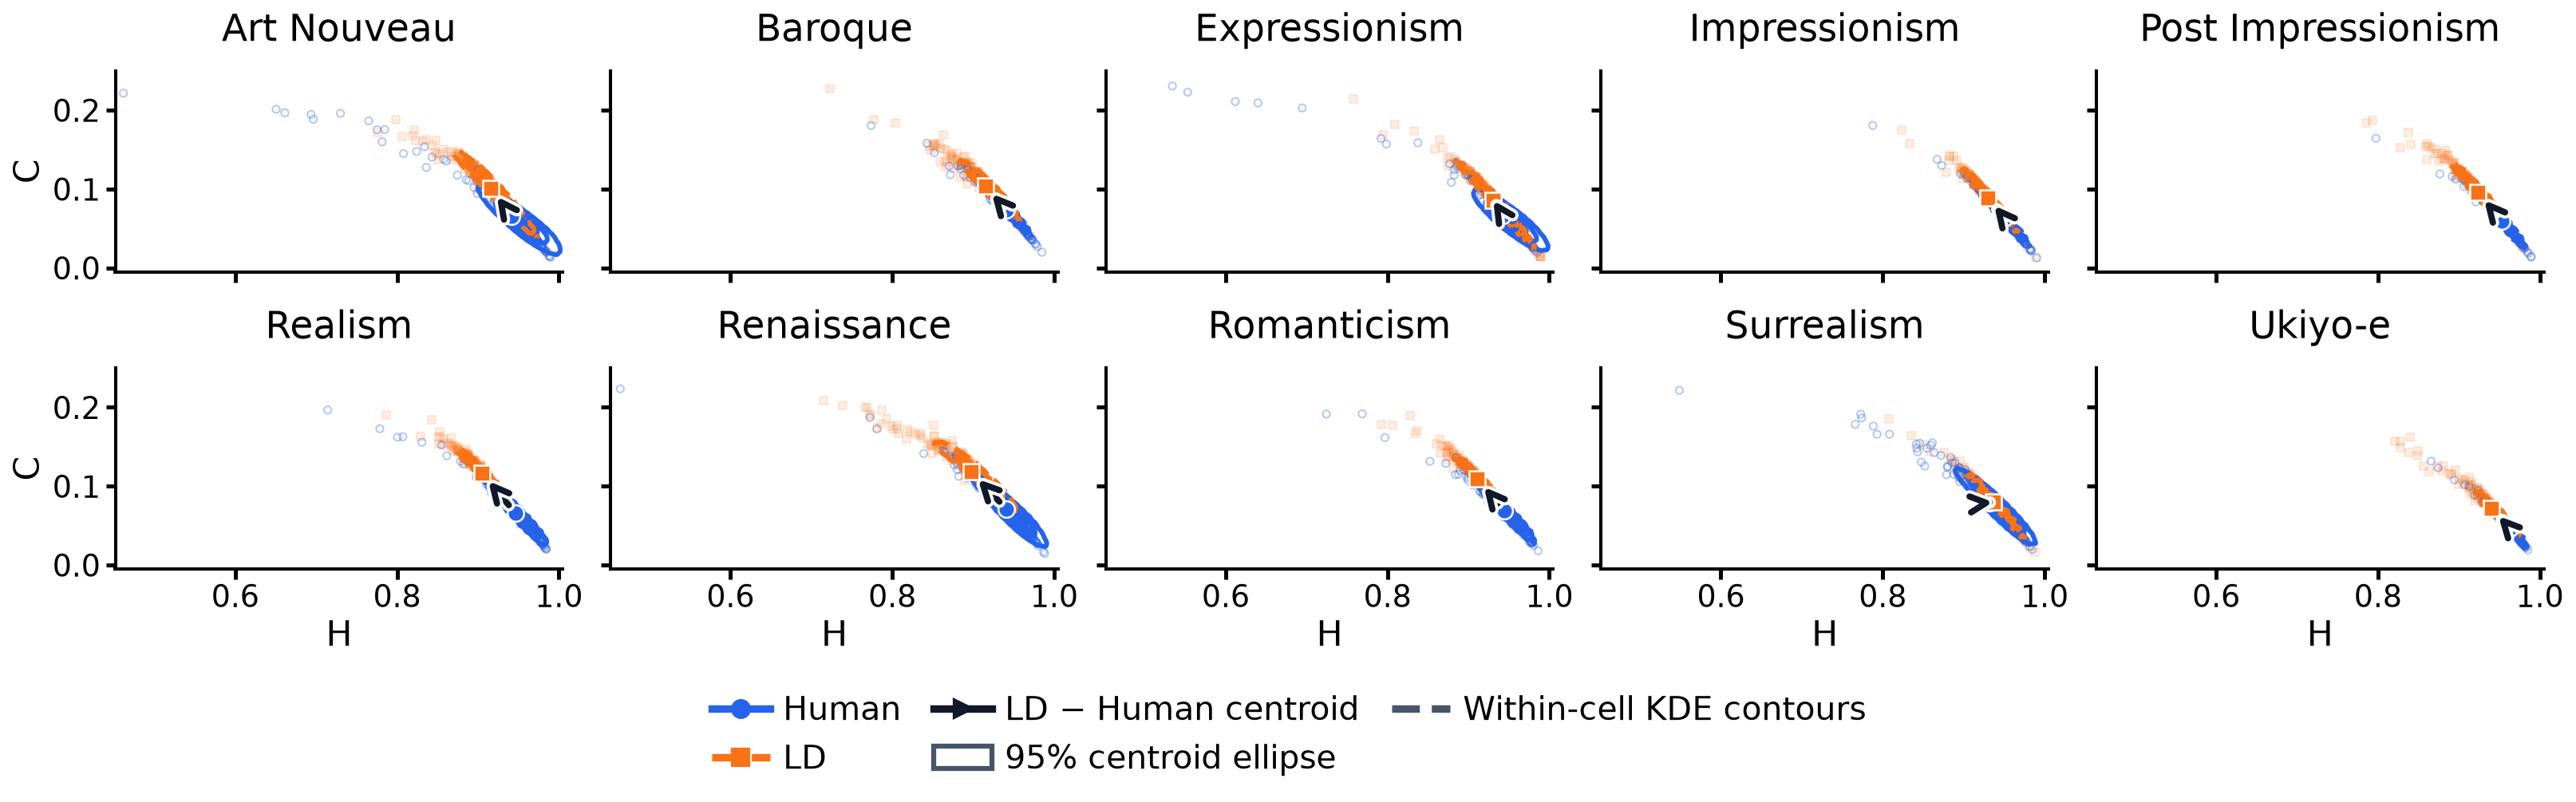 Art Nouveau Baroque Expressionism Impressionism Post Impressionism
0.2
0.1
0.0
C
Realism Renaissance Romanticism Surrealism Ukiyo-e
0.2
0.1
0.0
C
0.6 0.8 1.0 0.6 0.8 1.0 0.6 0.8 1.0 0.6 0.8 1.0 0.6 0.8 1.0
H H H H H
Human LD − Human centroid Within-cell KDE contours
LD 95% centroid ellipse